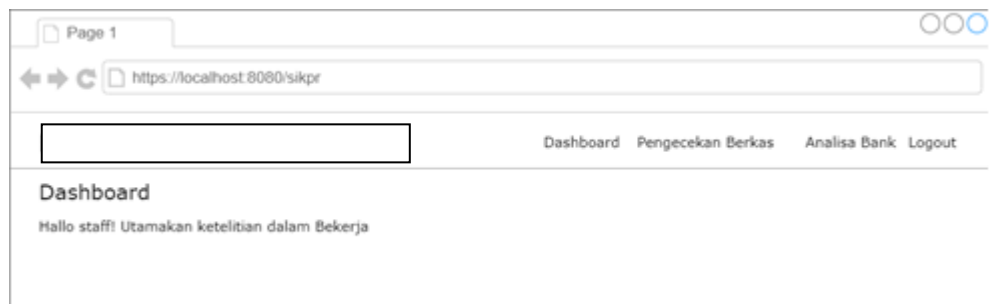 Page 1
https://localhost:8080/sikpr
Dashboard Pengecekan Berkas Analisa Bank Logout
Dashboard
Hallo staff! Utamakan ketelitian dalam Bekerja